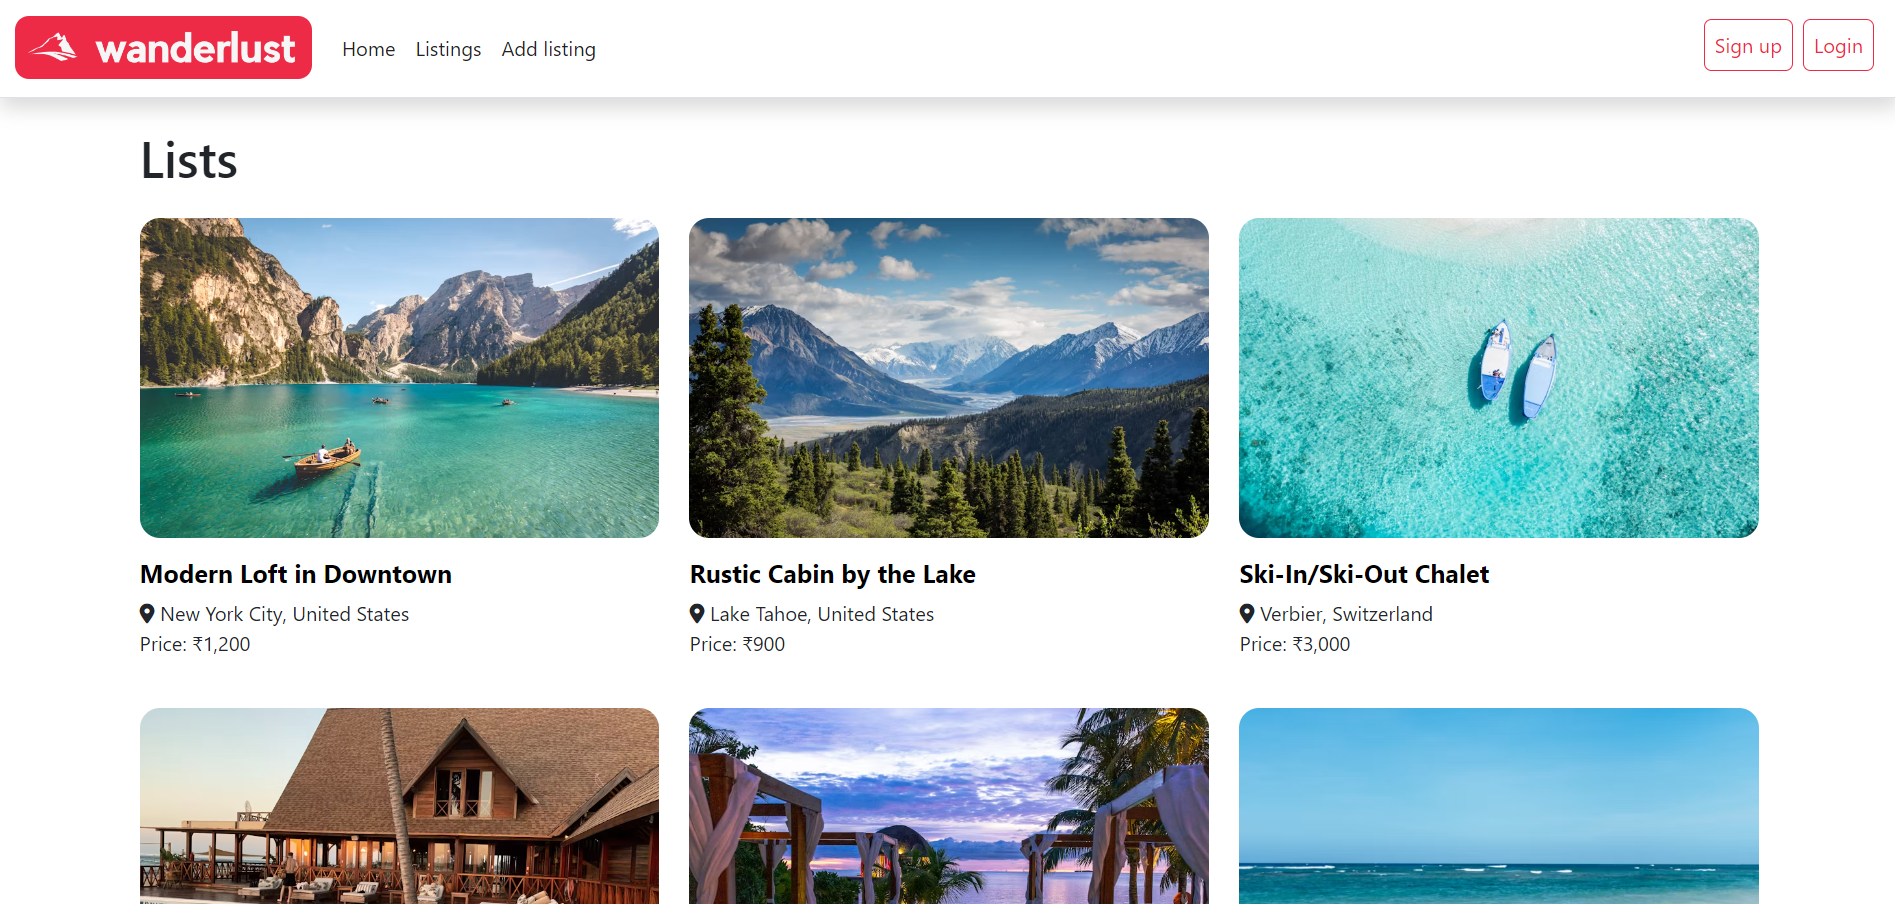 wanderlust
Home Listings Add listing
Sign up Login
Lists
Modern Loft in Downtown
New York City, United States
Price: ₹1,200
Rustic Cabin by the Lake
Lake Tahoe, United States
Price: ₹900
Ski-In/Ski-Out Chalet
Verbier, Switzerland
Price: ₹3,000